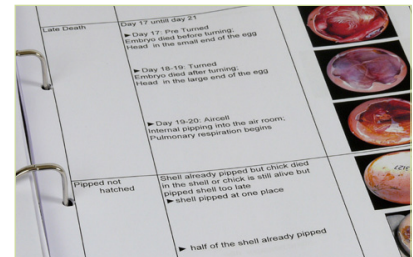 Late Death
Day 17 untill day 21
►Day 17: Pre Turned
Embryo died before turning;
Head in the small end of the egg
►Day 18-19: Turned
Embryo died after turning;
Head in the large end of the egg
►Day 19-20: Aircell
Internal pipping into the air room;
Pulmonary respiration begins
Pipped not
hatched
Shell already pipped but chick died
in the shell or chick is still alive but
pipped shell too late
►shell pipped at one place
► half of the shell already pipped